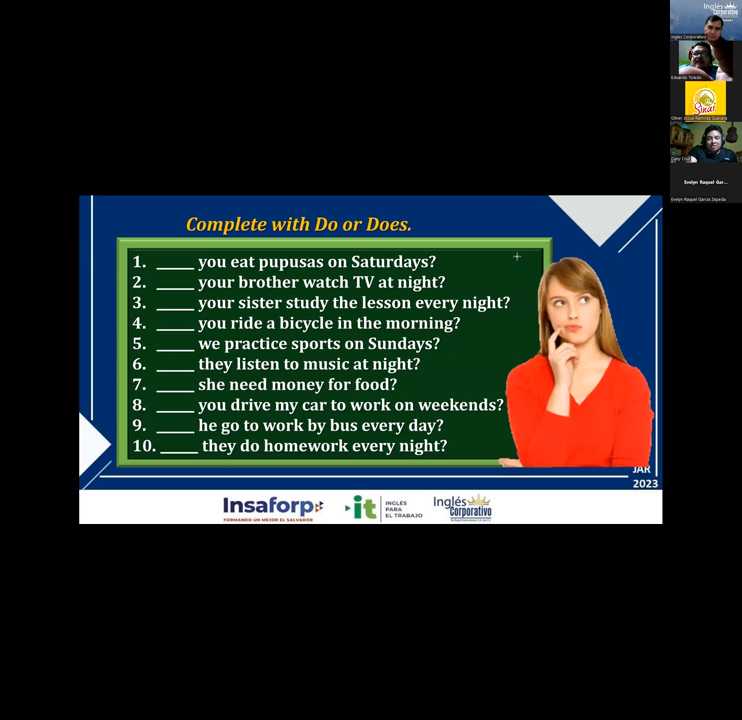 Complete with Do or Does.
1. _____ you eat pupusas on Saturdays?
2. _____ your brother watch TV at night?
3. _____ your sister study the lesson every night?
4. _____ you ride a bicycle in the morning?
5. _____ we practice sports on Sundays?
6. _____ they listen to music at night?
7. _____ she need money for food?
8. _____ you drive my car to work on weekends?
9. _____ he go to work by bus every day?
10. _____ they do homework every night?
JAR
2023
Insaforp
FORMANDO UN MEJOR EL SALVADOR
it
INGLÉS
PARA
EL TRABAJO
Inglés
Corporativo
Inglés
Corporativo
Inglés Corporativo
Eduardo Toledo
Sinaí
Oliver Josue Ramirez Guevara
Dany Cruz
Evelyn Raquel Gar...
Evelyn Raquel Garcia Zepeda